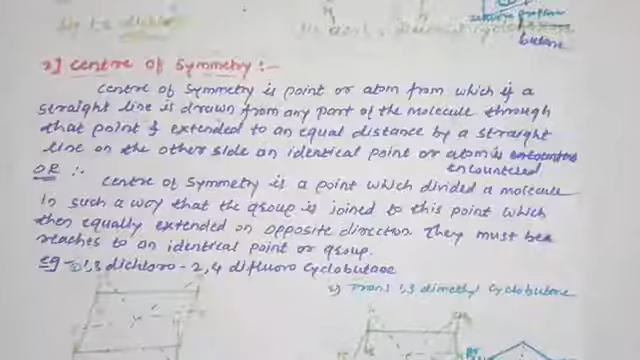 butane
2] Centre of Symmetry :-
Centre of Symmetry is point or atom from which if a
straight line is drawn from any part of the molecule through
that point & extended to an equal distance by a straight
line on the other side an identical point or atom is
encountered
OR :-
Centre of symmetry is a point which divided a molecule
in such a way that the group is joined to this point which
then equally extended on opposite direction. They must be
reaches to an identical point or group.
eg - 1,3 dichloro - 2,4 difluoro cyclobutane
2) Trans 1,3 dimethyl cyclobutane